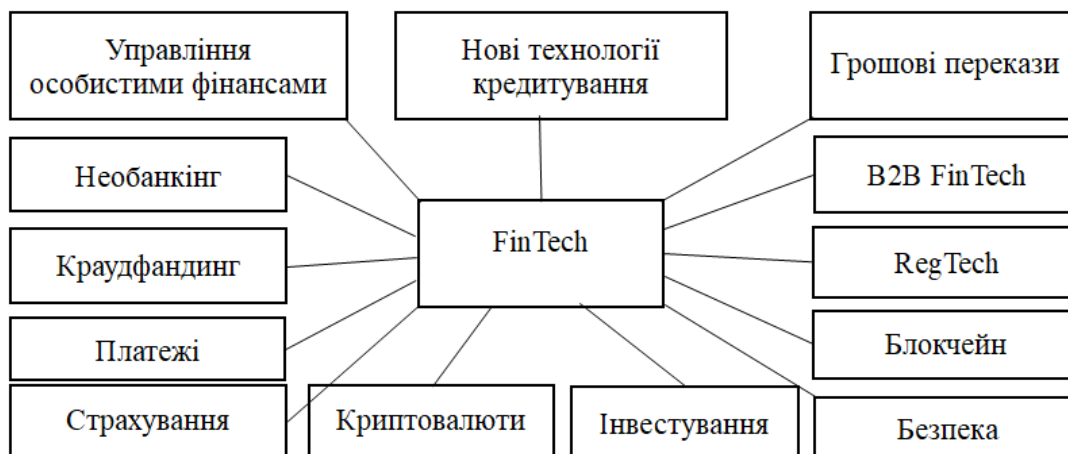 Управління
особистими фінансами
Нові технології
кредитування
Грошові перекази
Необанкінг
B2B FinTech
FinTech
Краудфандинг
RegTech
Платежі
Блокчейн
Страхування
Криптовалюти
Інвестування
Безпека